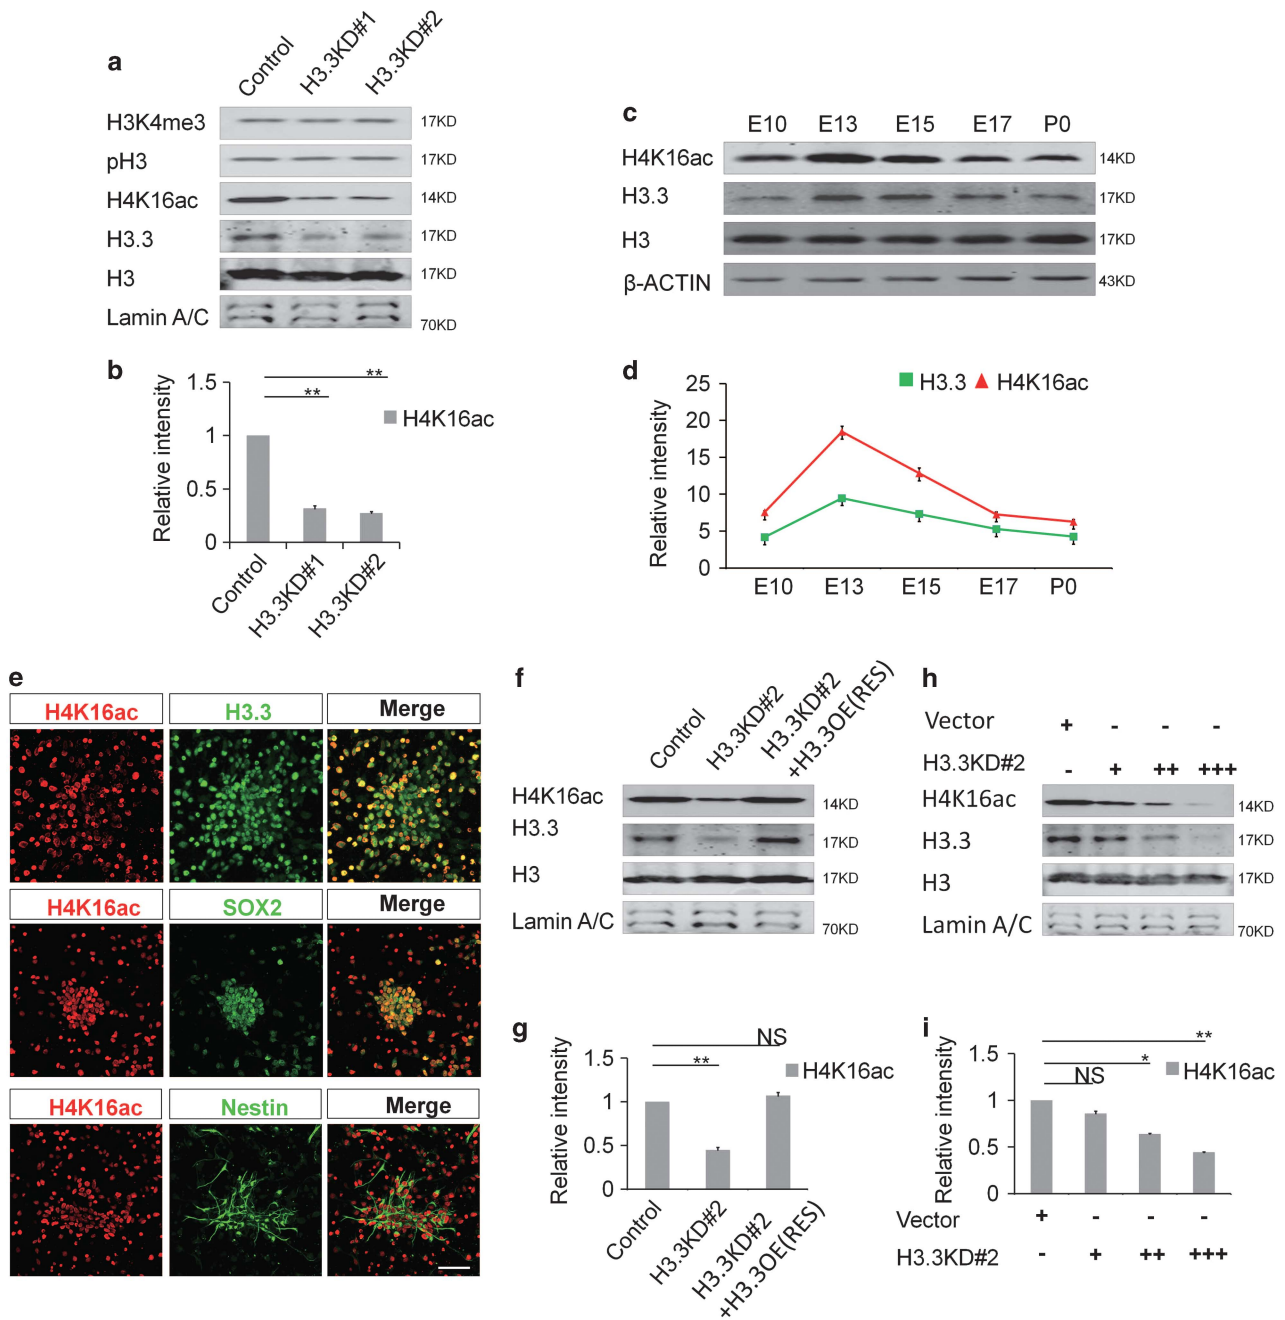 a
Control
H3.3KD#1
H3.3KD#2
H3K4me3
17KD
pH3
17KD
H4K16ac
14KD
H3.3
17KD
H3
17KD
Lamin A/C
70KD
b
Relative intensity
1.5
1
0.5
0
**
**
H4K16ac
Control
H3.3KD#1
H3.3KD#2
c
E10 E13 E15 E17 P0
H4K16ac
14KD
H3.3
17KD
H3
17KD
β-ACTIN
43KD
d
H3.3 H4K16ac
Relative intensity
25
20
15
10
5
0
E10 E13 E15 E17 P0
e
H4K16ac H3.3 Merge
H4K16ac SOX2 Merge
H4K16ac Nestin Merge
f
Control
H3.3KD#2
H3.3KD#2
+H3.3OE(RES)
H4K16ac
14KD
H3.3
17KD
H3
17KD
Lamin A/C
70KD
g
Relative intensity
1.5
1
0.5
0
NS
**
H4K16ac
Control
H3.3KD#2
H3.3KD#2
+H3.3OE(RES)
h
Vector + - - -
H3.3KD#2 - + ++ +++
H4K16ac
14KD
H3.3
17KD
H3
17KD
Lamin A/C
70KD
i
Relative intensity
1.5
1
0.5
0
**
*
NS
H4K16ac
Vector + - - -
H3.3KD#2 - + ++ +++